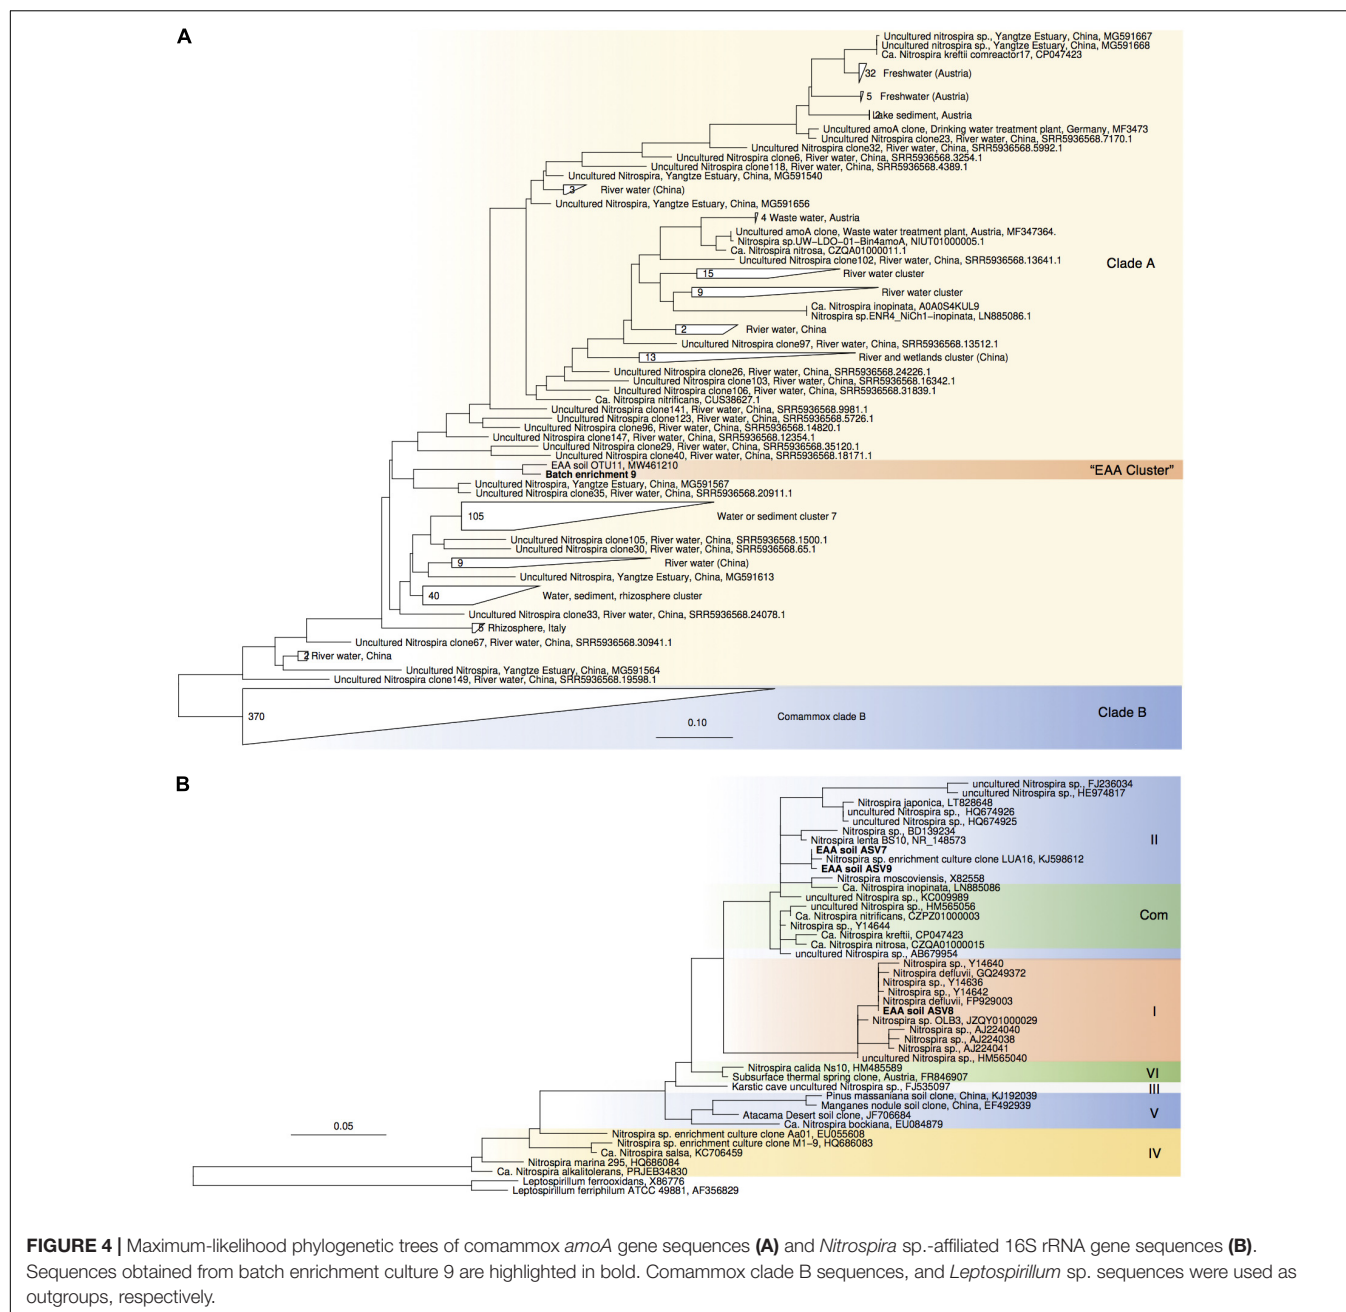 A
Uncultured nitrospira sp., Yangtze Estuary, China, MG591667
Uncultured nitrospira sp., Yangtze Estuary, China, MG591668
Ca. Nitrospira kreftii comreactor17, CP047423
32 Freshwater (Austria)
5 Freshwater (Austria)
2 Lake sediment, Austria
Uncultured amoA clone, Drinking water treatment plant, Germany, MF3473
Uncultured Nitrospira clone23, River water, China, SRR5936568.7170.1
Uncultured Nitrospira clone32, River water, China, SRR5936568.5992.1
Uncultured Nitrospira clone6, River water, China, SRR5936568.3254.1
Uncultured Nitrospira clone118, River water, China, SRR5936568.4389.1
Uncultured Nitrospira, Yangtze Estuary, China, MG591540
3 River water (China)
Uncultured Nitrospira, Yangtze Estuary, China, MG591656
4 Waste water, Austria
Uncultured amoA clone, Waste water treatment plant, Austria, MF347364.
Nitrospira sp.UW-LDO-01-Bin4amoA, NIUT01000005.1
Ca. Nitrospira nitrosa, CZQA01000011.1
Uncultured Nitrospira clone102, River water, China, SRR5936568.13641.1
Clade A
15 River water cluster
9 River water cluster
Ca. Nitrospira inopinata, A0A0S4KUL9
Nitrospira sp.ENR4_NiCh1-inopinata, LN885086.1
2 Rvier water, China
Uncultured Nitrospira clone97, River water, China, SRR5936568.13512.1
13 River and wetlands cluster (China)
Uncultured Nitrospira clone26, River water, China, SRR5936568.24226.1
Uncultured Nitrospira clone103, River water, China, SRR5936568.16342.1
Uncultured Nitrospira clone106, River water, China, SRR5936568.31839.1
Ca. Nitrospira nitrificans, CUS38627.1
Uncultured Nitrospira clone141, River water, China, SRR5936568.9981.1
Uncultured Nitrospira clone123, River water, China, SRR5936568.5726.1
Uncultured Nitrospira clone96, River water, China, SRR5936568.14820.1
Uncultured Nitrospira clone147, River water, China, SRR5936568.12354.1
Uncultured Nitrospira clone29, River water, China, SRR5936568.35120.1
Uncultured Nitrospira clone40, River water, China, SRR5936568.18171.1
EAA soil OTU11, MW461210
"EAA Cluster"
Batch enrichment 9
Uncultured Nitrospira, Yangtze Estuary, China, MG591567
Uncultured Nitrospira clone35, River water, China, SRR5936568.20911.1
105 Water or sediment cluster 7
Uncultured Nitrospira clone105, River water, China, SRR5936568.1500.1
Uncultured Nitrospira clone30, River water, China, SRR5936568.65.1
9 River water (China)
Uncultured Nitrospira, Yangtze Estuary, China, MG591613
40 Water, sediment, rhizosphere cluster
Uncultured Nitrospira clone33, River water, China, SRR5936568.24078.1
5 Rhizosphere, Italy
Uncultured Nitrospira clone67, River water, China, SRR5936568.30941.1
2 River water, China
Uncultured Nitrospira, Yangtze Estuary, China, MG591564
Uncultured Nitrospira clone149, River water, China, SRR5936568.19598.1
370 Comammox clade B
Clade B
0.10
B
uncultured Nitrospira sp., FJ236034
uncultured Nitrospira sp., HE974817
Nitrospira japonica, LT828648
uncultured Nitrospira sp., HQ674926
uncultured Nitrospira sp., HQ674925
Nitrospira sp., BD139234
Nitrospira lenta BS10, NR_148573
II
EAA soil ASV7
Nitrospira sp. enrichment culture clone LUA16, KJ598612
EAA soil ASV9
Nitrospira moscoviensis, X82558
Ca. Nitrospira inopinata, LN885086
uncultured Nitrospira sp., KC009989
uncultured Nitrospira sp., HM565056
Ca. Nitrospira nitrificans, CZPZ01000003
Com
Nitrospira sp., Y14644
Ca. Nitrospira kreftii, CP047423
Ca. Nitrospira nitrosa, CZQA01000015
uncultured Nitrospira sp., AB679954
Nitrospira sp., Y14640
Nitrospira defluvii, GQ249372
Nitrospira sp., Y14636
Nitrospira sp., Y14642
Nitrospira defluvii, FP929003
EAA soil ASV8
I
Nitrospira sp. OLB3, JZQY01000029
Nitrospira sp., AJ224040
Nitrospira sp., AJ224038
Nitrospira sp., AJ224041
uncultured Nitrospira sp., HM565040
Nitrospira calida Ns10, HM485589
VI
Subsurface thermal spring clone, Austria, FR846907
Karstic cave uncultured Nitrospira sp., FJ535097
III
Pinus massaniana soil clone, China, KJ192039
Manganes nodule soil clone, China, EF492939
V
Atacama Desert soil clone, JF706684
Ca. Nitrospira bockiana, EU084879
0.05
Nitrospira sp. enrichment culture clone Aa01, EU055608
Nitrospira sp. enrichment culture clone M1-9, HQ686083
Ca. Nitrospira salsa, KC706459
IV
Nitrospira marina 295, HQ686084
Ca. Nitrospira alkalitolerans, PRJEB34830
Leptospirillum ferrooxidans, X86776
Leptospirillum ferriphilum ATCC 49881, AF356829
FIGURE 4 | Maximum-likelihood phylogenetic trees of comammox amoA gene sequences (A) and Nitrospira sp.-affiliated 16S rRNA gene sequences (B).
Sequences obtained from batch enrichment culture 9 are highlighted in bold. Comammox clade B sequences, and Leptospirillum sp. sequences were used as
outgroups, respectively.